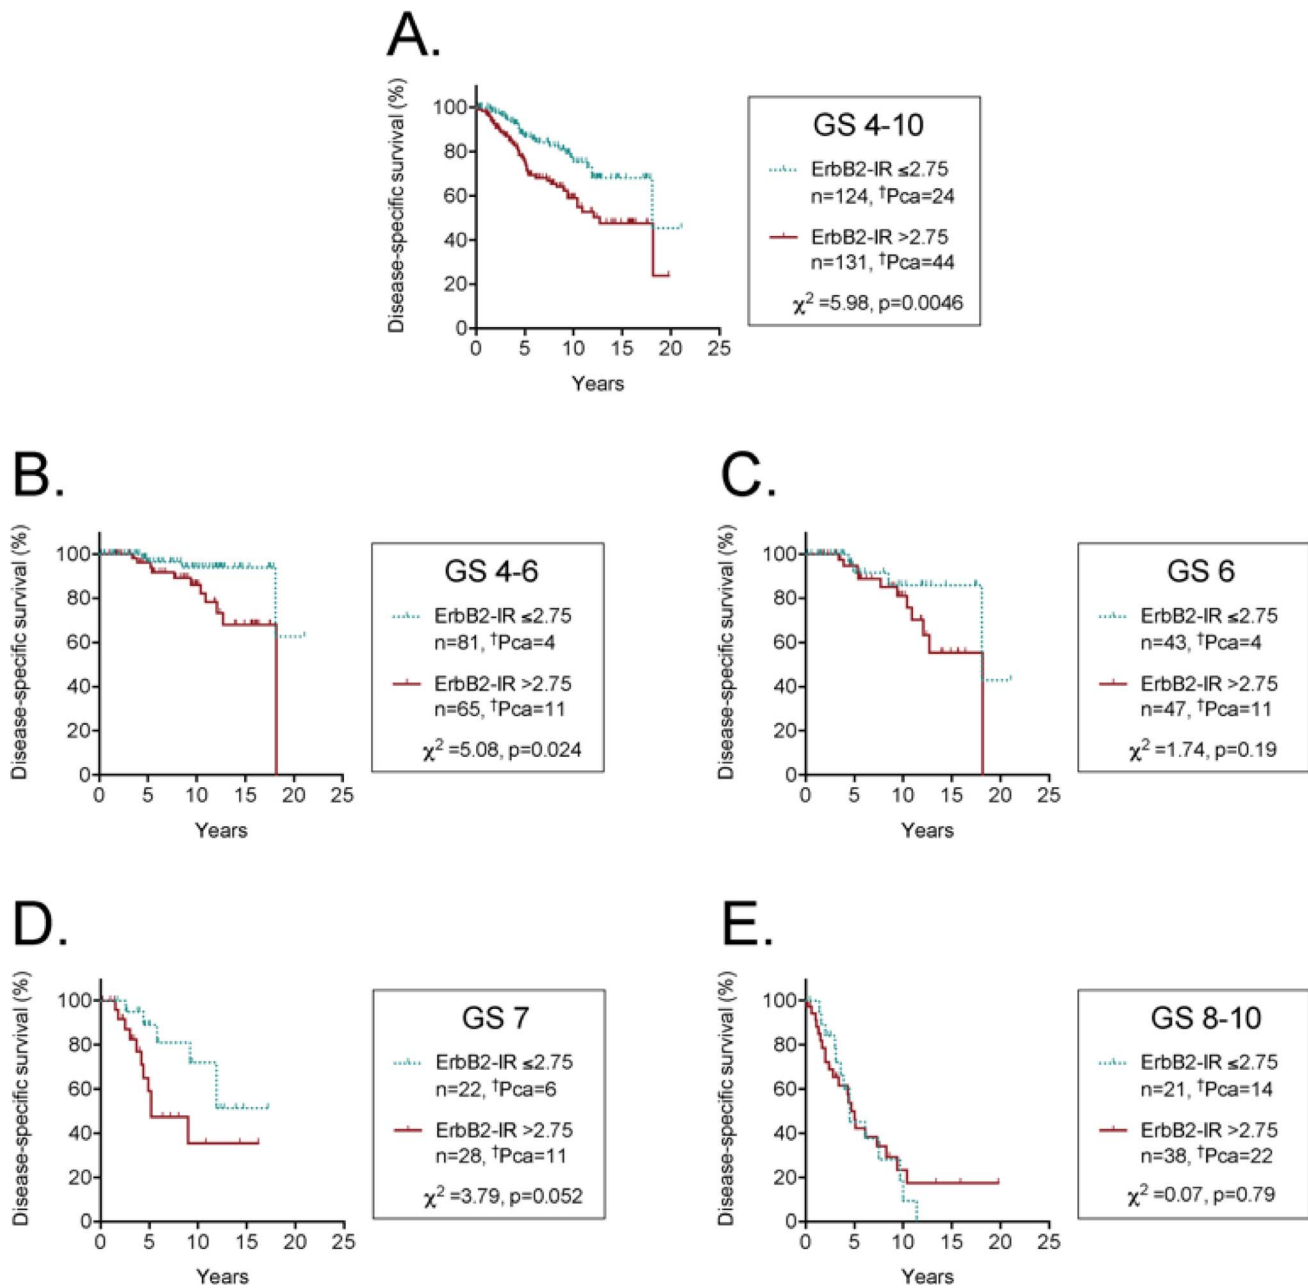 A.
Disease-specific survival (%)
100
80
60
40
20
0
0 5 10 15 20 25
Years
GS 4-10
ErbB2-IR ≤2.75
n=124, †Pca=24
ErbB2-IR >2.75
n=131, †Pca=44
χ² =5.98, p=0.0046
B.
Disease-specific survival (%)
100
80
60
40
20
0
0 5 10 15 20 25
Years
GS 4-6
ErbB2-IR ≤2.75
n=81, †Pca=4
ErbB2-IR >2.75
n=65, †Pca=11
χ² =5.08, p=0.024
C.
Disease-specific survival (%)
100
80
60
40
20
0
0 5 10 15 20 25
Years
GS 6
ErbB2-IR ≤2.75
n=43, †Pca=4
ErbB2-IR >2.75
n=47, †Pca=11
χ² =1.74, p=0.19
D.
Disease-specific survival (%)
100
80
60
40
20
0
0 5 10 15 20 25
Years
GS 7
ErbB2-IR ≤2.75
n=22, †Pca=6
ErbB2-IR >2.75
n=28, †Pca=11
χ² =3.79, p=0.052
E.
Disease-specific survival (%)
100
80
60
40
20
0
0 5 10 15 20 25
Years
GS 8-10
ErbB2-IR ≤2.75
n=21, †Pca=14
ErbB2-IR >2.75
n=38, †Pca=22
χ² =0.07, p=0.79